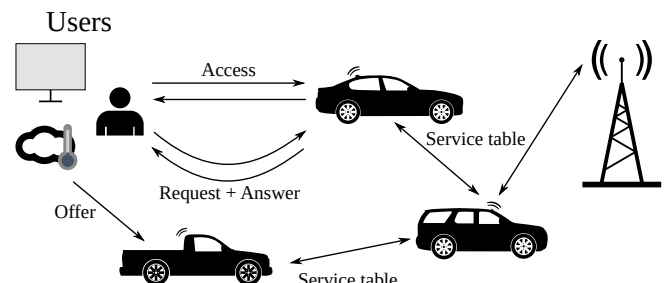 Users
Access
Service table
Request + Answer
Offer
Service table